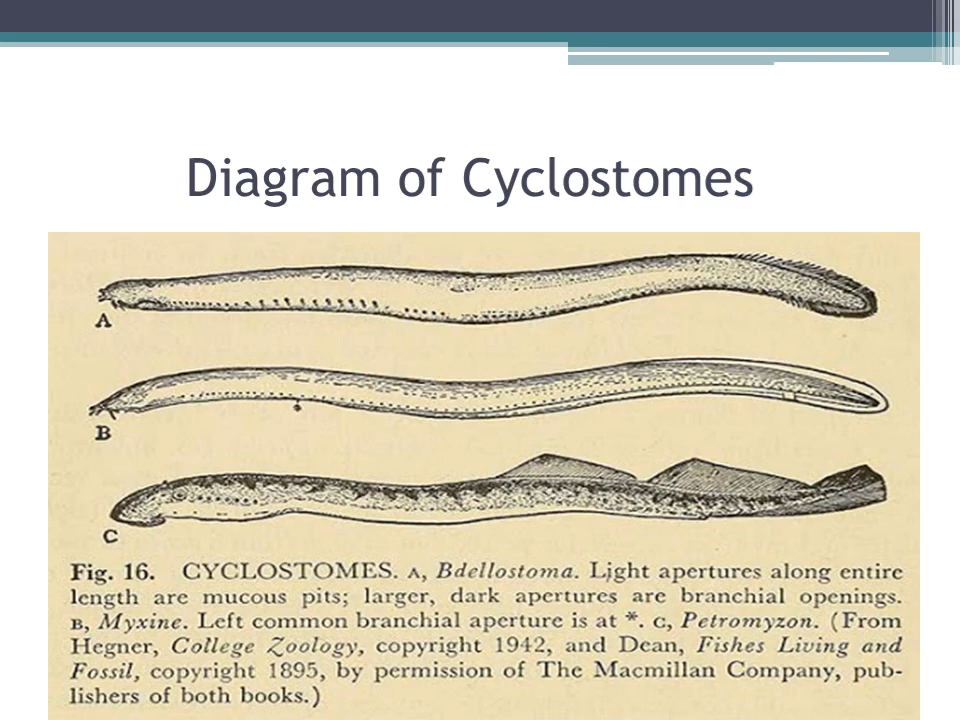 Diagram of Cyclostomes
A
B
*
C
Fig. 16. CYCLOSTOMES. A, Bdellostoma. Light apertures along entire
length are mucous pits; larger, dark apertures are branchial openings.
B, Myxine. Left common branchial aperture is at *. C, Petromyzon. (From
Hegner, College Zoology, copyright 1942, and Dean, Fishes Living and
Fossil, copyright 1895, by permission of The Macmillan Company, pub-
lishers of both books.)